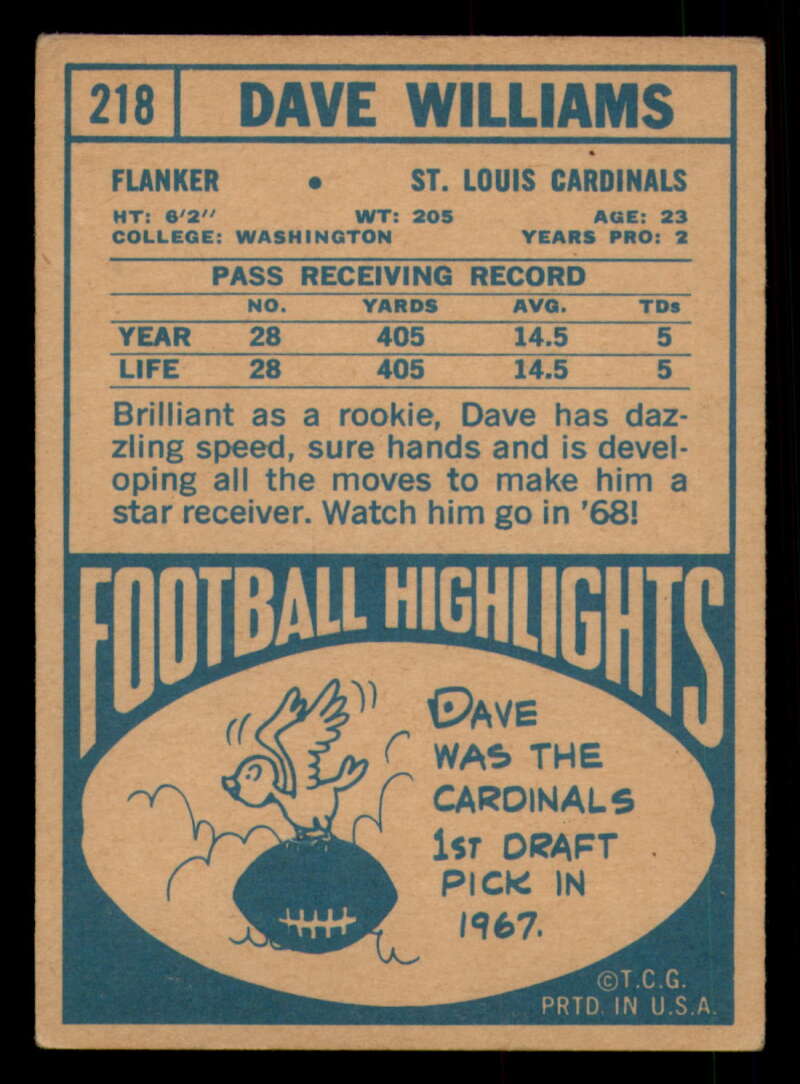 218 DAVE WILLIAMS
FLANKER • ST. LOUIS CARDINALS
HT: 6'2" WT: 205 AGE: 23
COLLEGE: WASHINGTON YEARS PRO: 2
PASS RECEIVING RECORD
NO. YARDS AVG. TDs
YEAR 28 405 14.5 5
LIFE 28 405 14.5 5
Brilliant as a rookie, Dave has daz-
zling speed, sure hands and is devel-
oping all the moves to make him a
star receiver. Watch him go in '68!
FOOTBALL HIGHLIGHTS
DAVE
WAS THE
CARDINALS
1ST DRAFT
PICK IN
1967.
©T.C.G.
PRTD. IN U.S.A.